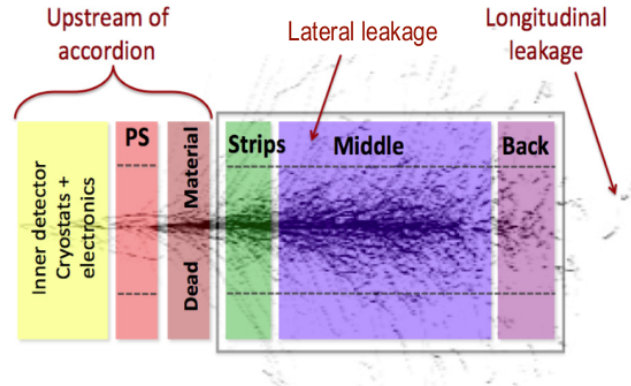 Upstream of
accordion
Lateral leakage
Longitudinal
leakage
Inner detector
Cryostats +
electronics
PS
Dead Material
Strips
Middle
Back